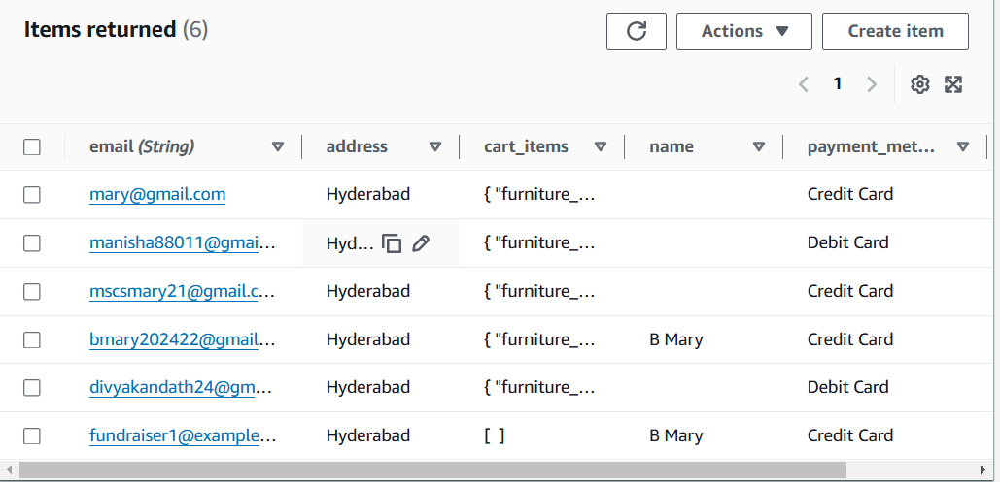 Items returned (6) Actions Create item
1
email (String) address cart_items name payment_met...
mary@gmail.com Hyderabad { "furniture_... Credit Card
manisha88011@gmai... Hyd... { "furniture_... Debit Card
mscsmary21@gmail.c... Hyderabad { "furniture_... Credit Card
bmary202422@gmail... Hyderabad { "furniture_... B Mary Credit Card
divyakandath24@gm... Hyderabad { "furniture_... Debit Card
fundraiser1@example... Hyderabad [ ] B Mary Credit Card